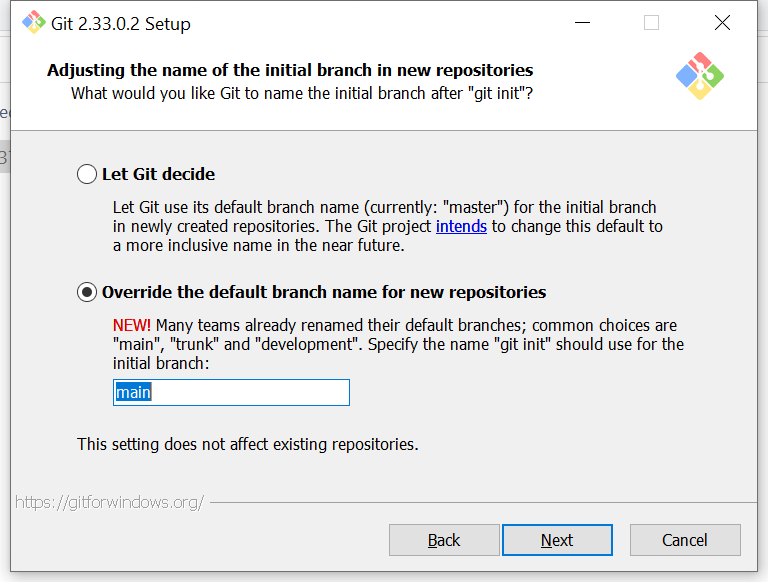 Git 2.33.0.2 Setup
Adjusting the name of the initial branch in new repositories
What would you like Git to name the initial branch after "git init"?
Let Git decide
Let Git use its default branch name (currently: "master") for the initial branch
in newly created repositories. The Git project intends to change this default to
a more inclusive name in the near future.
Override the default branch name for new repositories
NEW! Many teams already renamed their default branches; common choices are
"main", "trunk" and "development". Specify the name "git init" should use for the
initial branch:
main
This setting does not affect existing repositories.
https://gitforwindows.org/
Back
Next
Cancel